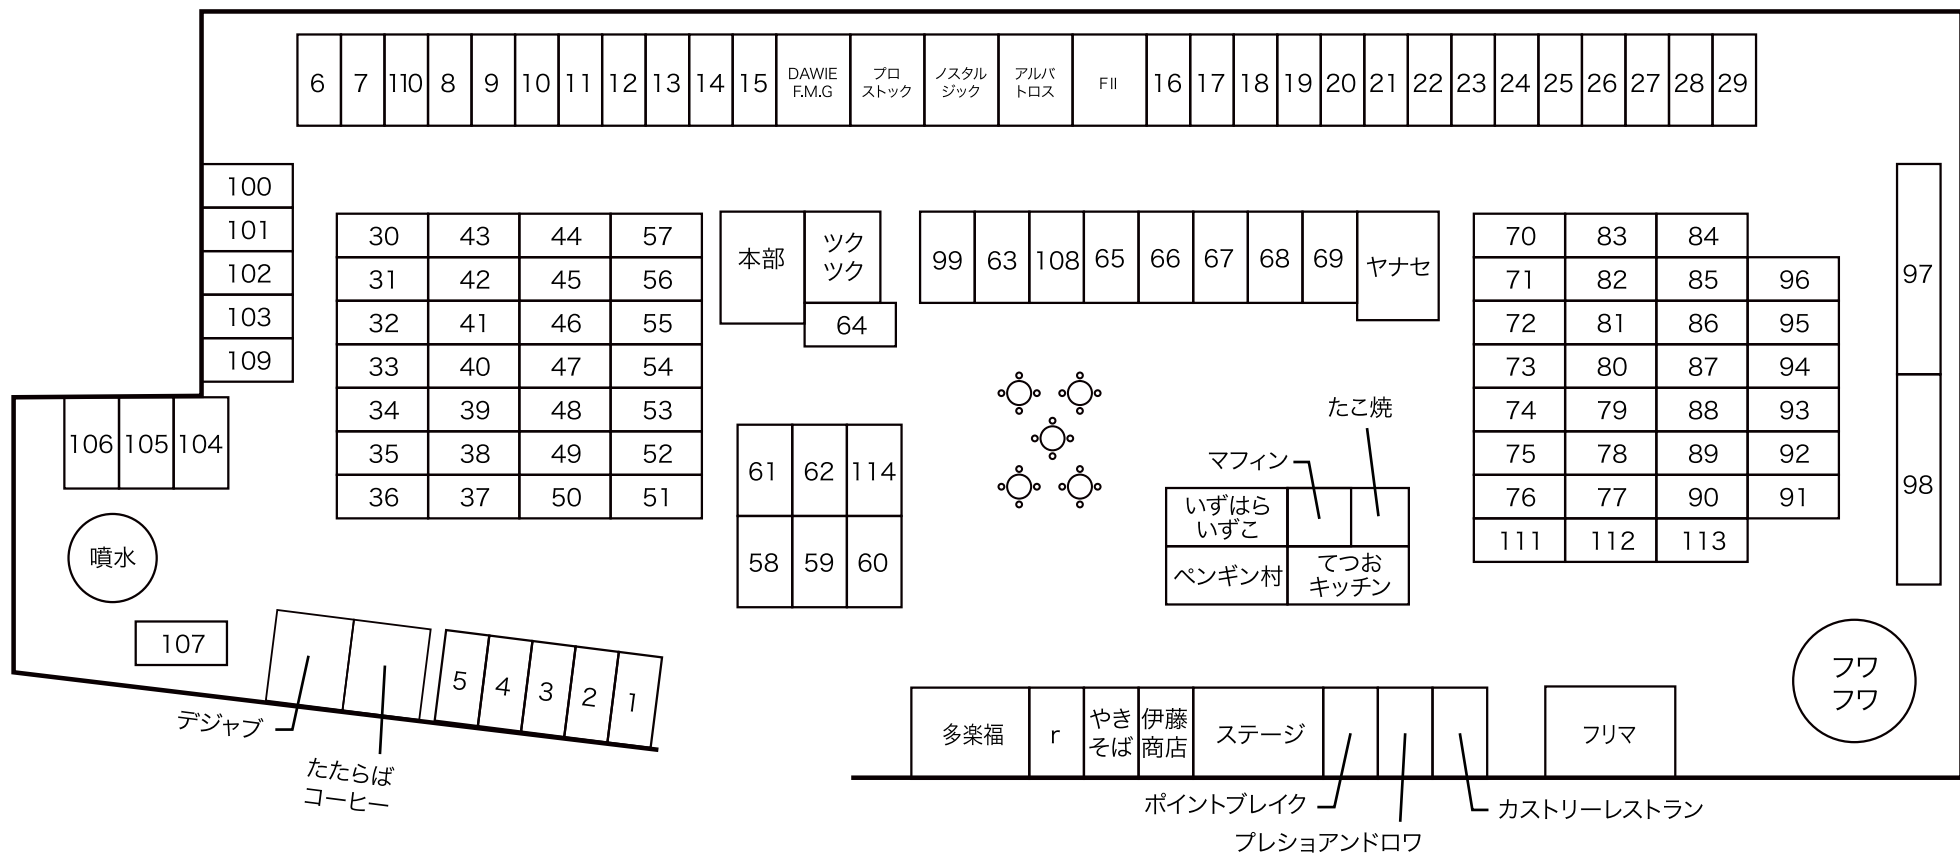 6 7 110 8 9 10 11 12 13 14 15 DAWIE F.M.G プロ ストック ノスタル ジック アルバ トロス FII 16 17 18 19 20 21 22 23 24 25 26 27 28 29
100
101
102
103
109
106 105 104
噴水
107
デジャブ
たたらば
コーヒー
5 4 3 2 1
30 43 44 57
31 42 45 56
32 41 46 55
33 40 47 54
34 39 48 53
35 38 49 52
36 37 50 51
本部
ツク
ツク
64
61 62 114
58 59 60
99 63 108 65 66 67 68 69 ヤナセ
たこ焼
マフィン
いずはら
いずこ
ペンギン村
てつお
キッチン
70 83 84
71 82 85 96
72 81 86 95
73 80 87 94
74 79 88 93
75 78 89 92
76 77 90 91
111 112 113
97
98
フワ
フワ
多楽福
r
やき
そば
伊藤
商店
ステージ
フリマ
ポイントブレイク
プレショアンドロワ
カストリーレストラン